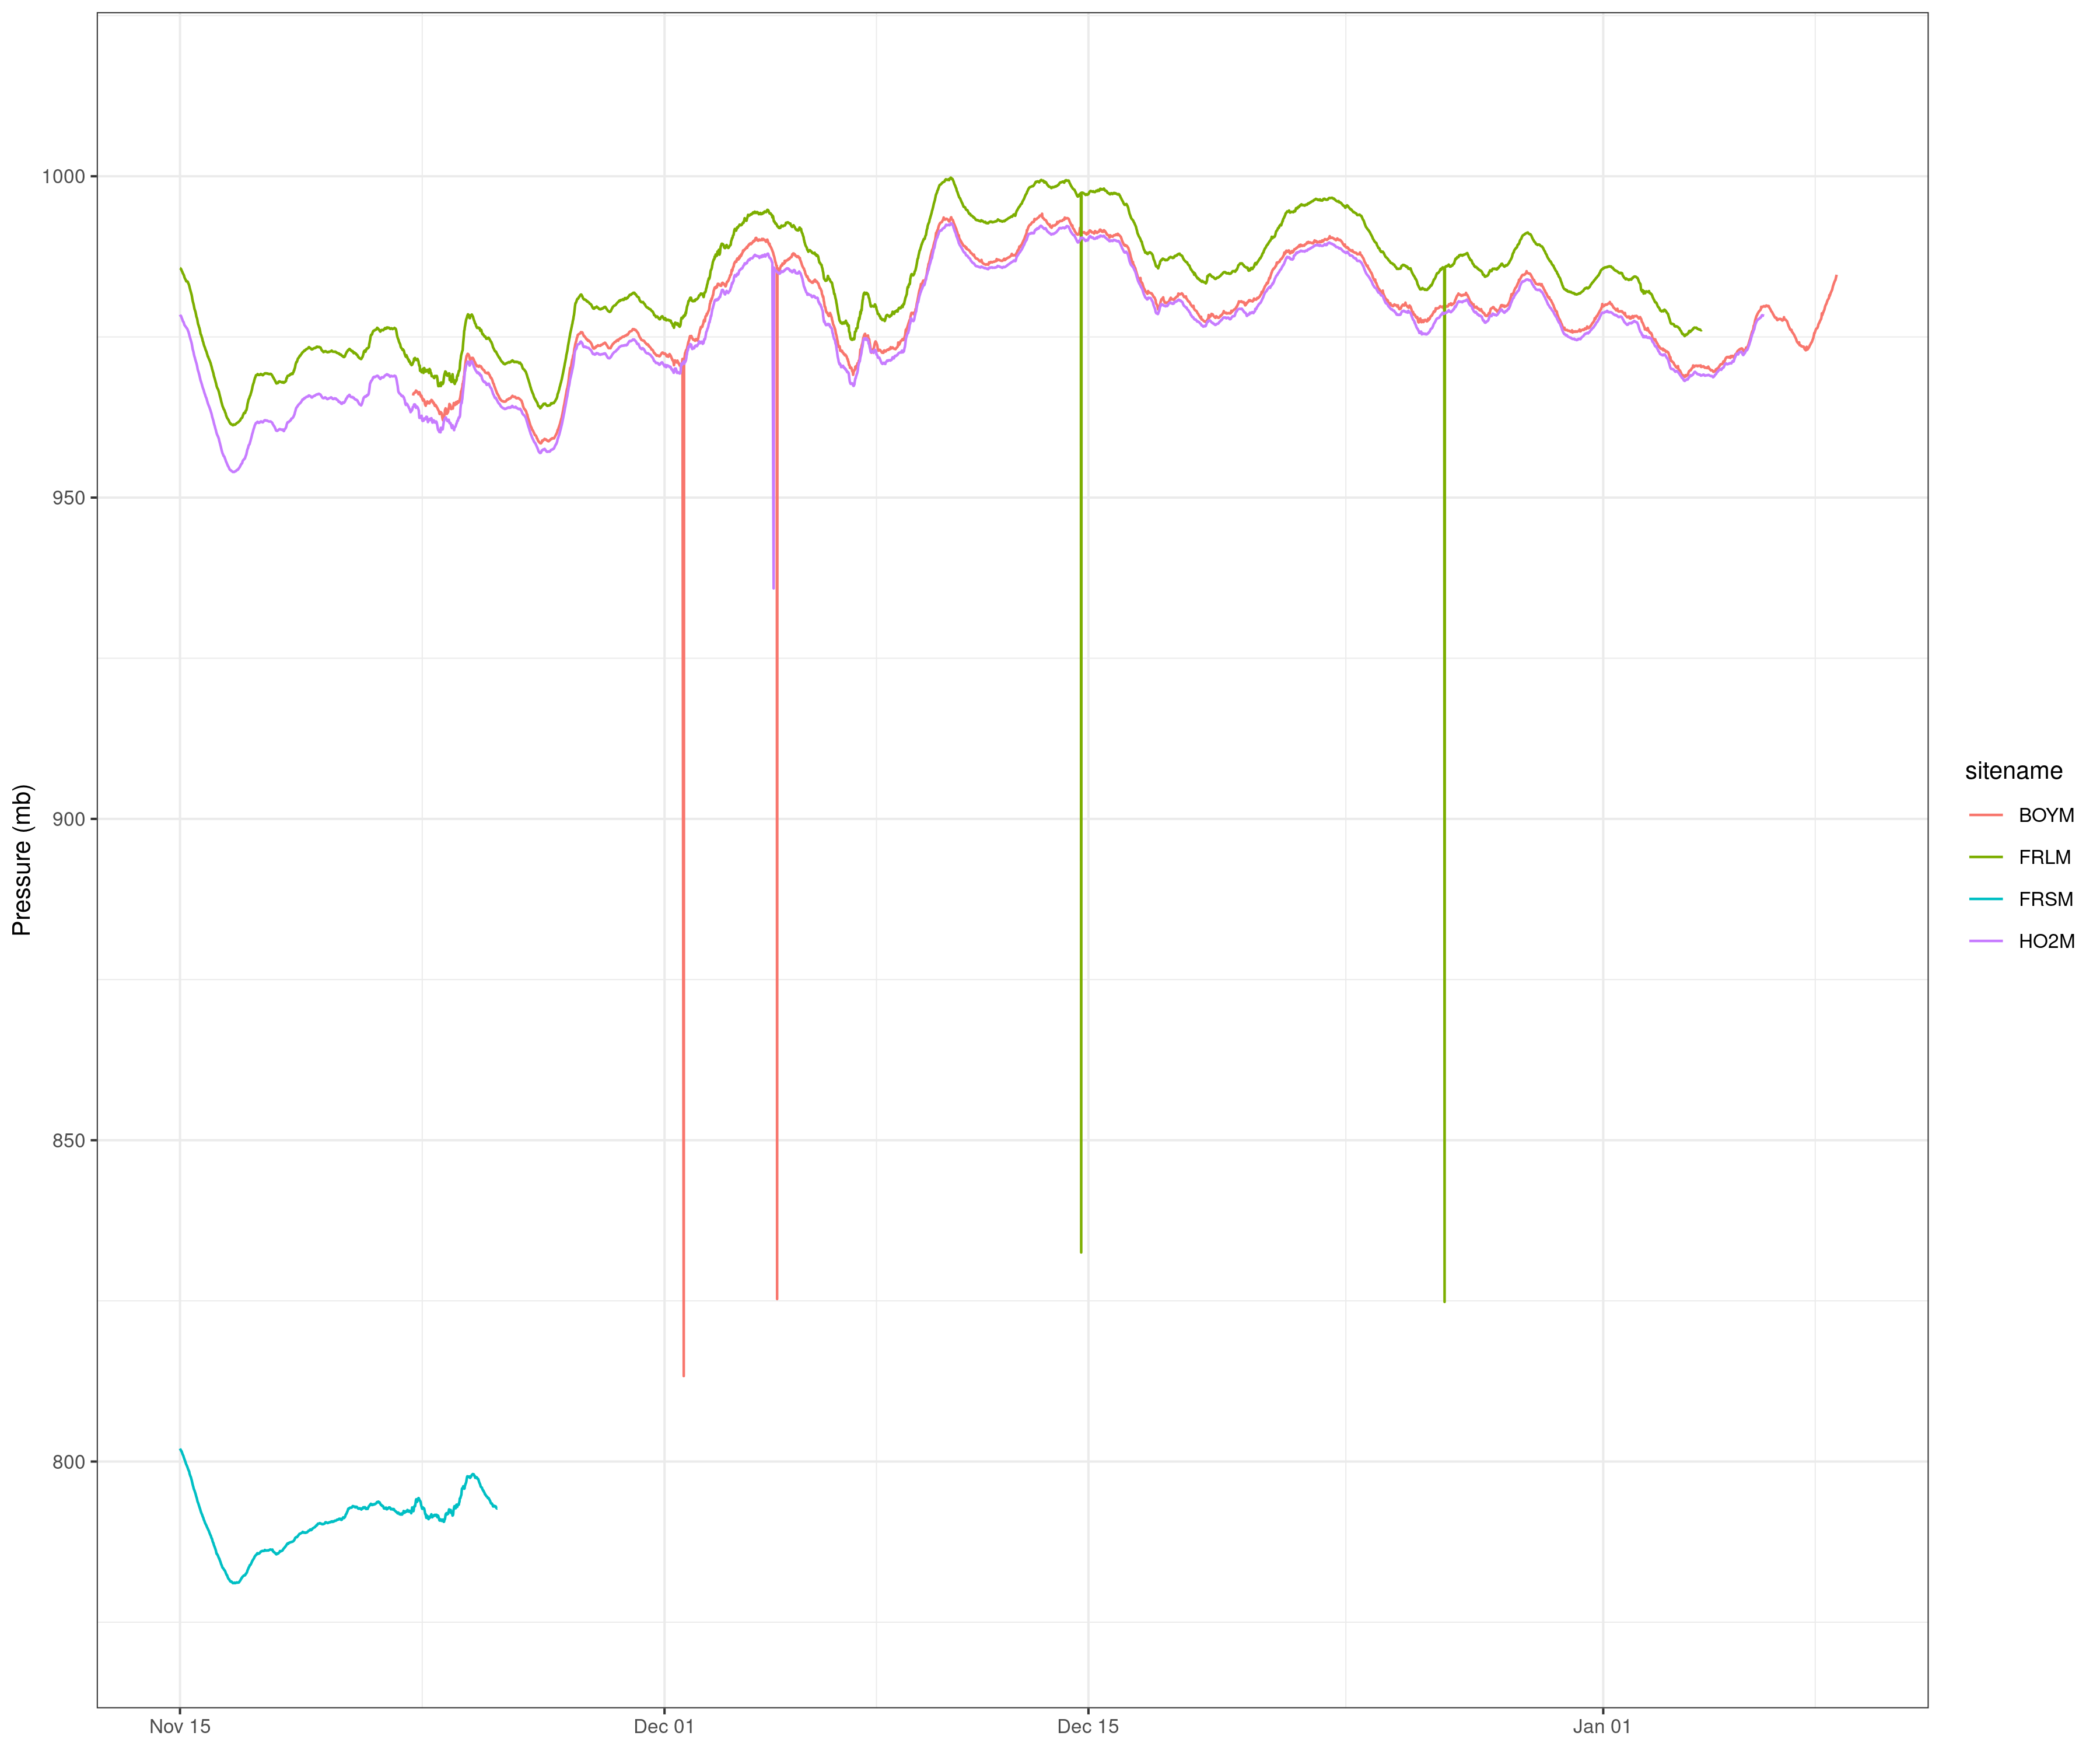 1000
950
900
850
800
Pressure (mb)
Nov 15
Dec 01
Dec 15
Jan 01
sitename
BOYM
FRLM
FRSM
HO2M